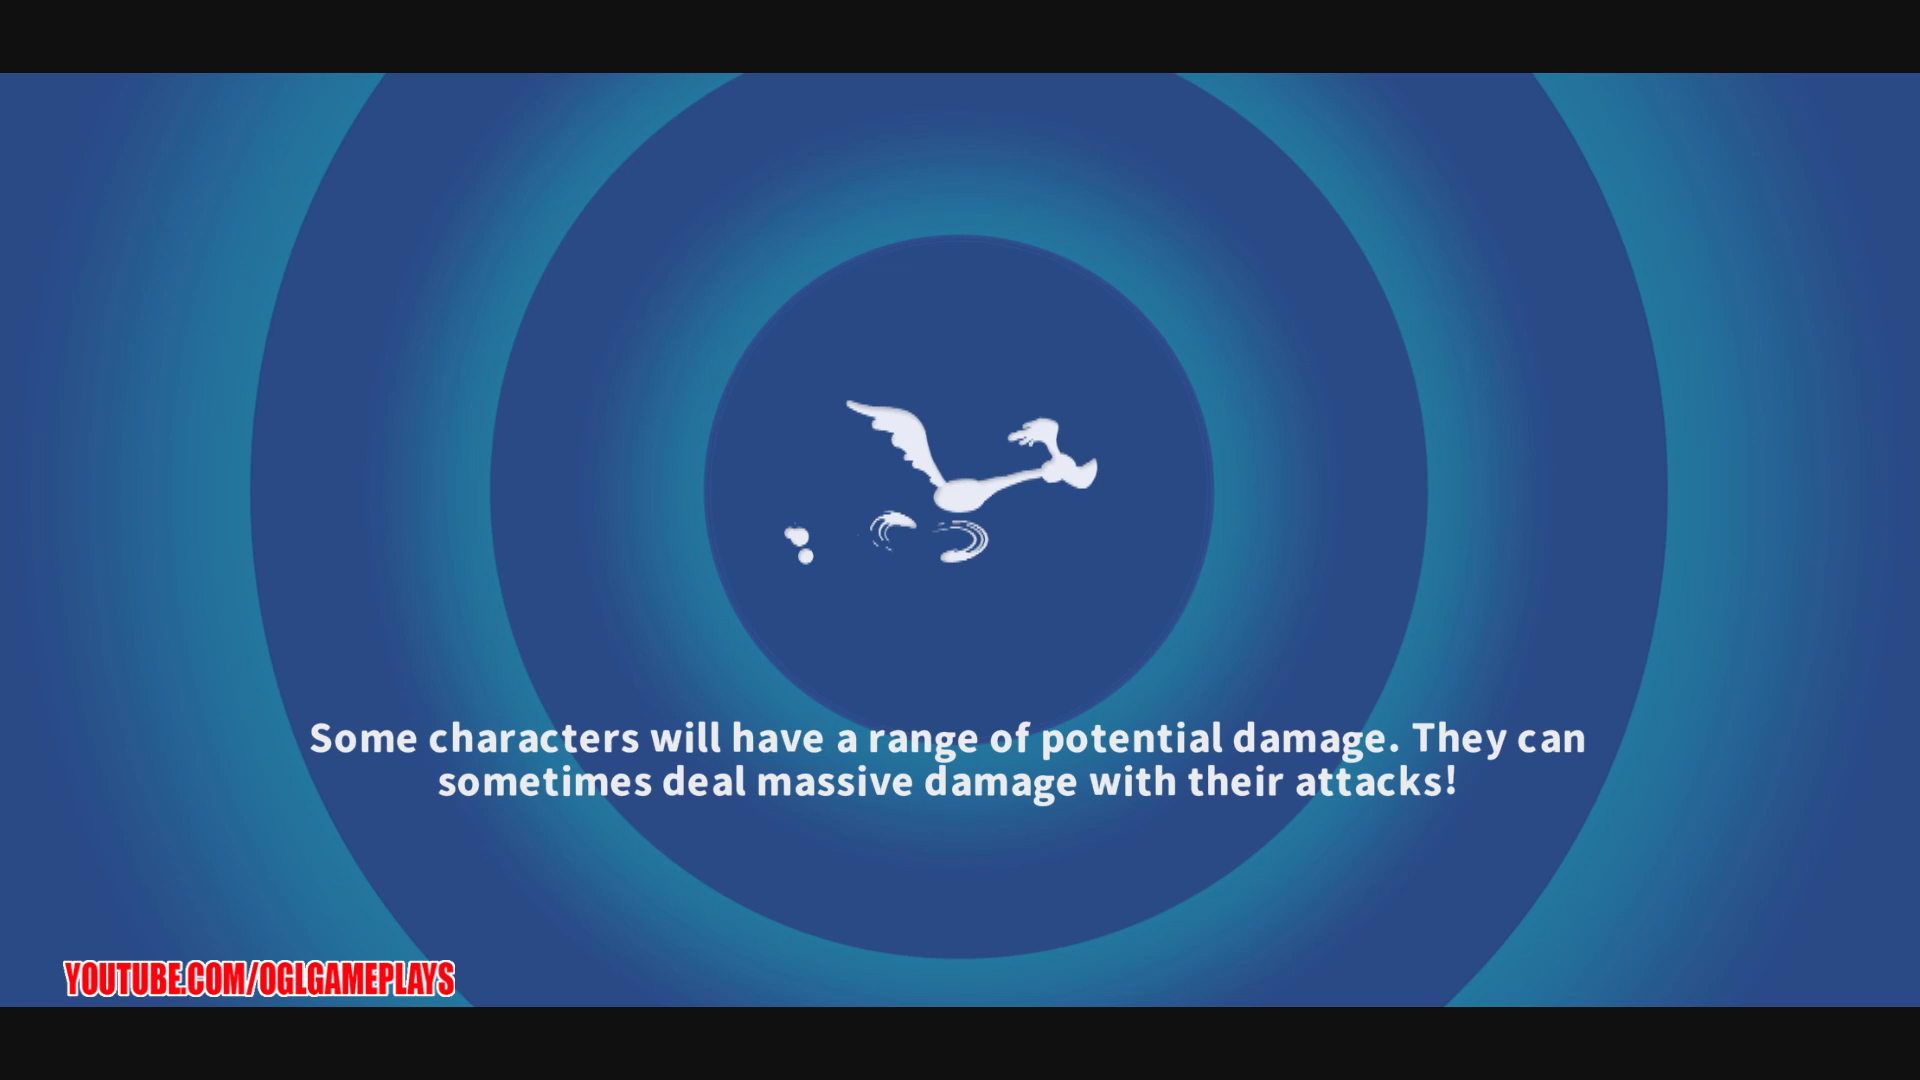 Some characters will have a range of potential damage. They can
sometimes deal massive damage with their attacks!
YOUTUBE.COM/OGLGAMEPLAYS